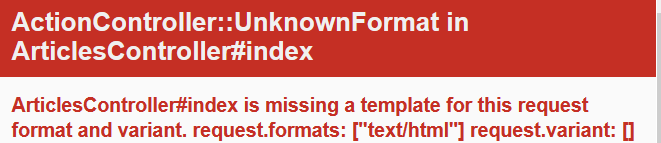 ActionController::UnknownFormat in
ArticlesController#index
ArticlesController#index is missing a template for this request
format and variant. request.formats: ["text/html"] request.variant: []